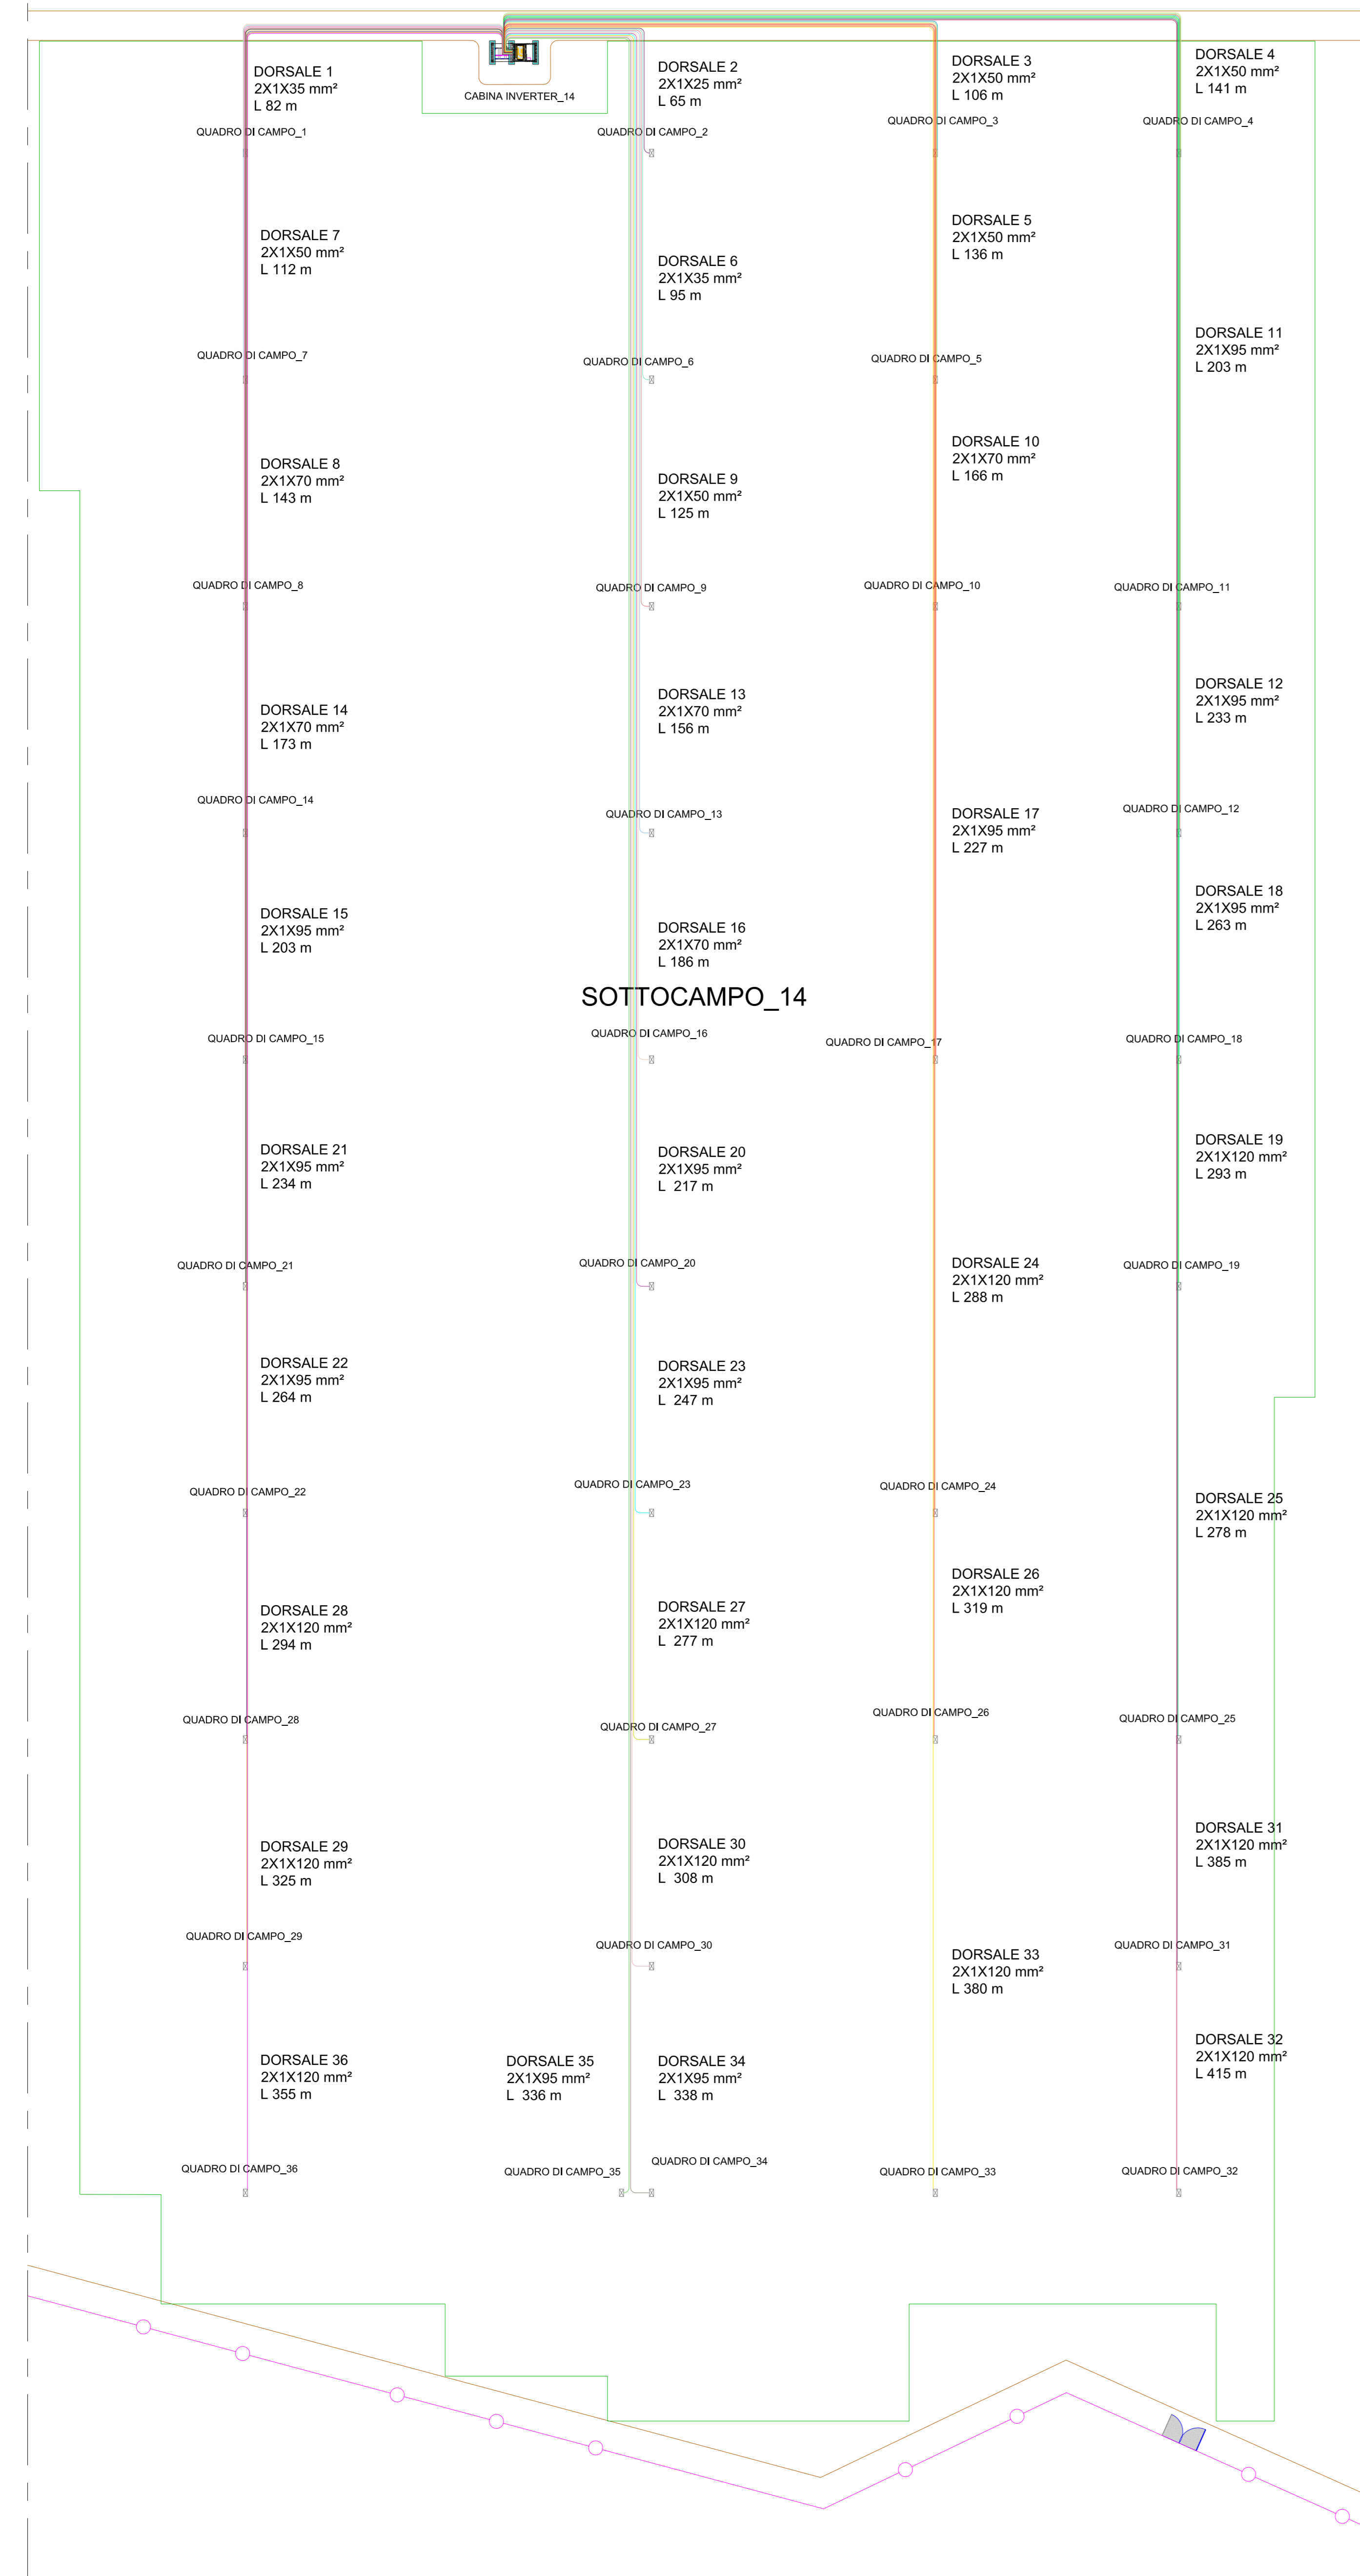 DORSALE 1
2X1X35 mm²
L 82 m
CABINA INVERTER_14
DORSALE 2
2X1X25 mm²
L 65 m
DORSALE 3
2X1X50 mm²
L 106 m
DORSALE 4
2X1X50 mm²
L 141 m
QUADRO DI CAMPO_1
QUADRO DI CAMPO_2
QUADRO DI CAMPO_3
QUADRO DI CAMPO_4
DORSALE 7
2X1X50 mm²
L 112 m
DORSALE 6
2X1X35 mm²
L 95 m
DORSALE 5
2X1X50 mm²
L 136 m
DORSALE 11
2X1X95 mm²
L 203 m
QUADRO DI CAMPO_7
QUADRO DI CAMPO_6
QUADRO DI CAMPO_5
DORSALE 8
2X1X70 mm²
L 143 m
DORSALE 9
2X1X50 mm²
L 125 m
DORSALE 10
2X1X70 mm²
L 166 m
QUADRO DI CAMPO_8
QUADRO DI CAMPO_9
QUADRO DI CAMPO_10
QUADRO DI CAMPO_11
DORSALE 14
2X1X70 mm²
L 173 m
DORSALE 13
2X1X70 mm²
L 156 m
DORSALE 12
2X1X95 mm²
L 233 m
QUADRO DI CAMPO_14
QUADRO DI CAMPO_13
DORSALE 17
2X1X95 mm²
L 227 m
QUADRO DI CAMPO_12
DORSALE 15
2X1X95 mm²
L 203 m
DORSALE 16
2X1X70 mm²
L 186 m
DORSALE 18
2X1X95 mm²
L 263 m
SOTTOCAMPO_14
QUADRO DI CAMPO_15
QUADRO DI CAMPO_16
QUADRO DI CAMPO_17
QUADRO DI CAMPO_18
DORSALE 21
2X1X95 mm²
L 234 m
DORSALE 20
2X1X95 mm²
L 217 m
DORSALE 19
2X1X120 mm²
L 293 m
QUADRO DI CAMPO_21
QUADRO DI CAMPO_20
DORSALE 24
2X1X120 mm²
L 288 m
QUADRO DI CAMPO_19
DORSALE 22
2X1X95 mm²
L 264 m
DORSALE 23
2X1X95 mm²
L 247 m
QUADRO DI CAMPO_22
QUADRO DI CAMPO_23
QUADRO DI CAMPO_24
DORSALE 25
2X1X120 mm²
L 278 m
DORSALE 28
2X1X120 mm²
L 294 m
DORSALE 27
2X1X120 mm²
L 277 m
DORSALE 26
2X1X120 mm²
L 319 m
QUADRO DI CAMPO_28
QUADRO DI CAMPO_27
QUADRO DI CAMPO_26
QUADRO DI CAMPO_25
DORSALE 29
2X1X120 mm²
L 325 m
DORSALE 30
2X1X120 mm²
L 308 m
DORSALE 31
2X1X120 mm²
L 385 m
QUADRO DI CAMPO_29
QUADRO DI CAMPO_30
DORSALE 33
2X1X120 mm²
L 380 m
QUADRO DI CAMPO_31
DORSALE 36
2X1X120 mm²
L 355 m
DORSALE 35
2X1X95 mm²
L 336 m
DORSALE 34
2X1X95 mm²
L 338 m
DORSALE 32
2X1X120 mm²
L 415 m
QUADRO DI CAMPO_36
QUADRO DI CAMPO_35
QUADRO DI CAMPO_34
QUADRO DI CAMPO_33
QUADRO DI CAMPO_32